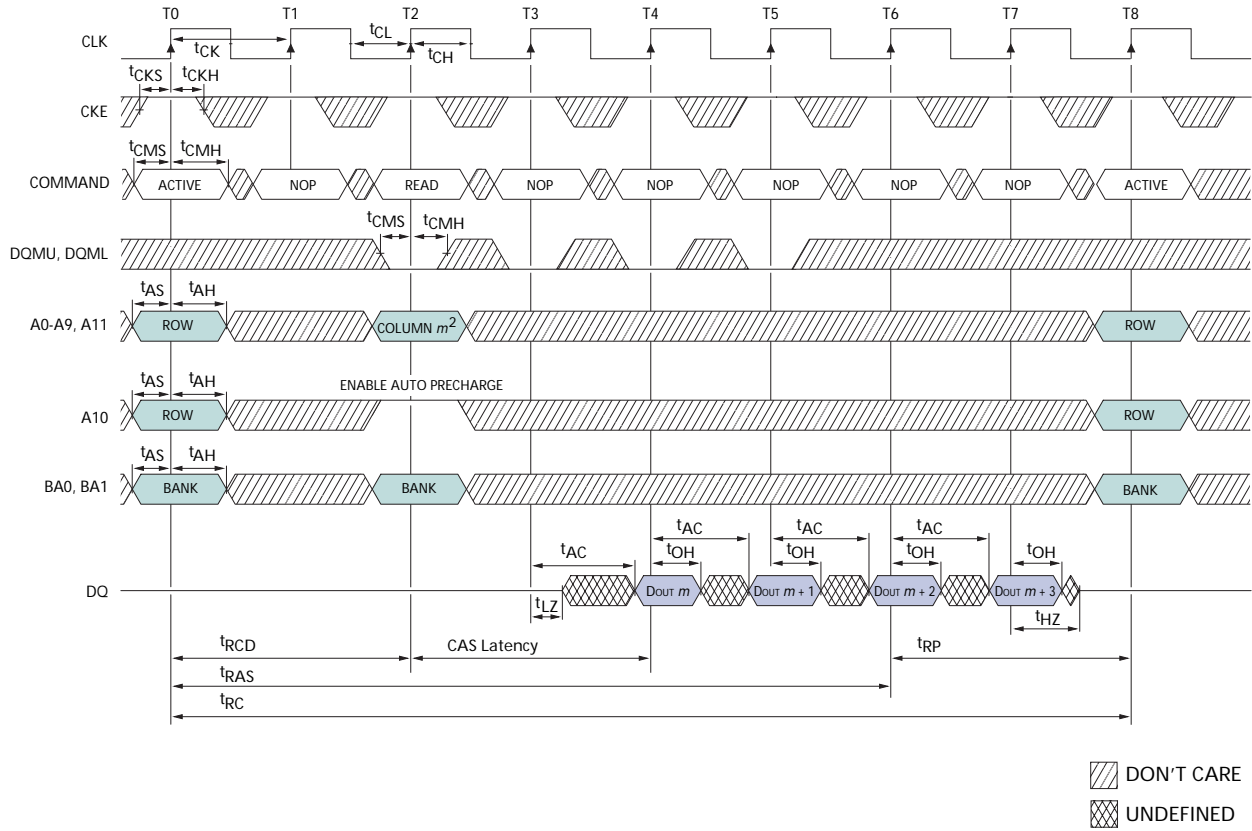 T0 T1 T2 T3 T4 T5 T6 T7 T8
CLK
tCK tCL tCH
tCKS tCKH
CKE
tCMS tCMH
COMMAND ACTIVE NOP READ NOP NOP NOP NOP NOP ACTIVE
tCMS tCMH
DQMU, DQML
tAS tAH
A0-A9, A11 ROW COLUMN m2 ROW
tAS tAH ENABLE AUTO PRECHARGE
A10 ROW ROW
tAS tAH
BA0, BA1 BANK BANK BANK
tAC tAC tAC tAC
tOH tOH tOH tOH
DQ DOUT m DOUT m + 1 DOUT m + 2 DOUT m + 3
tLZ tHZ
tRCD CAS Latency tRP
tRAS
tRC
DON'T CARE
UNDEFINED